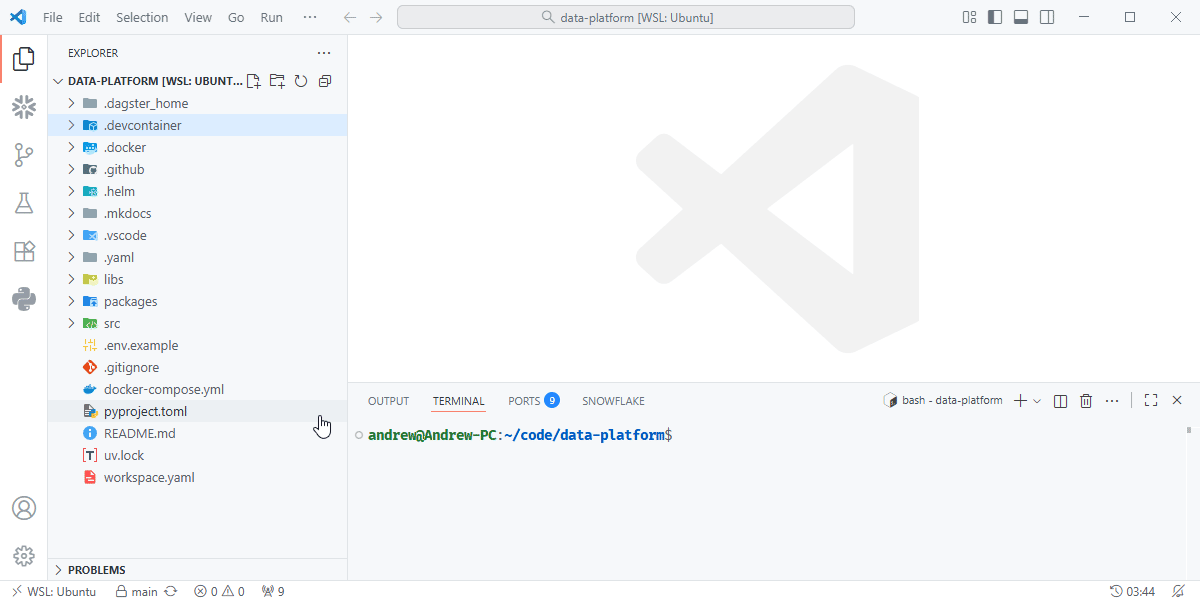 File Edit Selection View Go Run ··· data-platform [WSL: Ubuntu]
EXPLORER ···
DATA-PLATFORM [WSL: UBUNT...
.dagster_home
.devcontainer
.docker
.github
.helm
.mkdocs
.vscode
.yaml
libs
packages
src
.env.example
.gitignore
docker-compose.yml
pyproject.toml
README.md
uv.lock
workspace.yaml
PROBLEMS
OUTPUT TERMINAL PORTS 9 SNOWFLAKE bash - data-platform ···
andrew@Andrew-PC:~/code/data-platform$
WSL: Ubuntu main 0 0 9 03:44